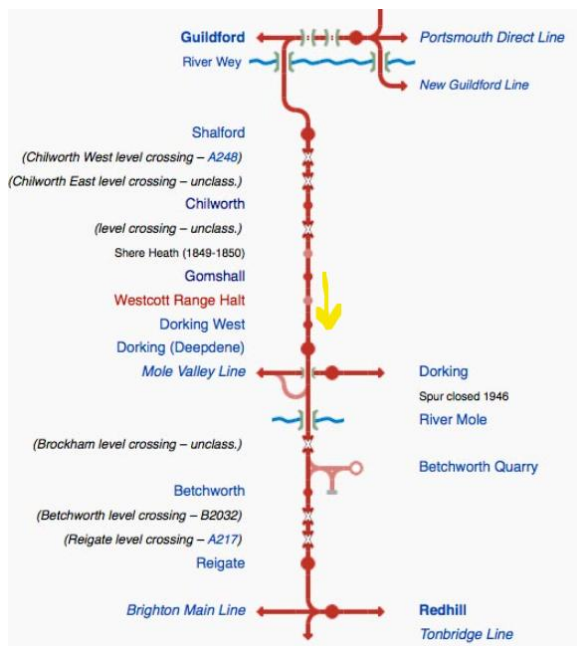 Guildford
Portsmouth Direct Line
River Wey
New Guildford Line
Shalford
(Chilworth West level crossing – A248)
(Chilworth East level crossing – unclass.)
Chilworth
(level crossing – unclass.)
Shere Heath (1849-1850)
Gomshall
Westcott Range Halt
Dorking West
Dorking (Deepdene)
Mole Valley Line
Dorking
Spur closed 1946
River Mole
(Brockham level crossing – unclass.)
Betchworth Quarry
Betchworth
(Betchworth level crossing – B2032)
(Reigate level crossing – A217)
Reigate
Brighton Main Line
Redhill
Tonbridge Line